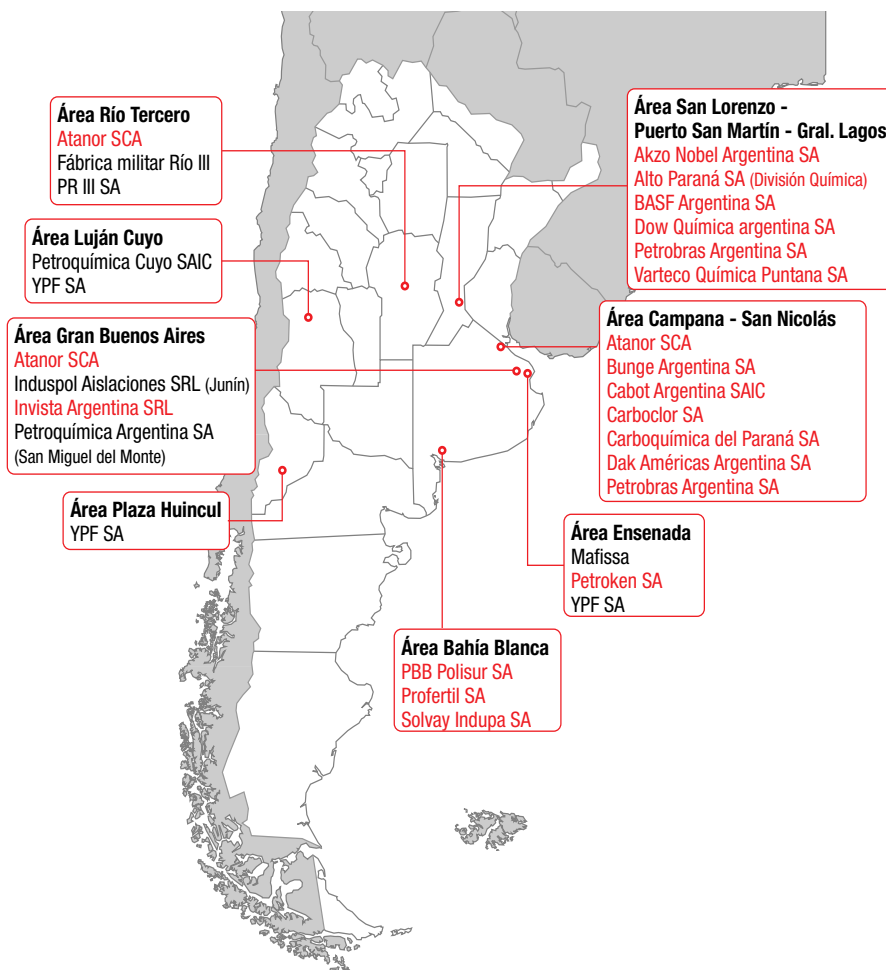 Área Río Tercero
Atanor SCA
Fábrica militar Río III
PR III SA
Área Luján Cuyo
Petroquímica Cuyo SAIC
YPF SA
Área Gran Buenos Aires
Atanor SCA
Induspol Aislaciones SRL (Junín)
Invista Argentina SRL
Petroquímica Argentina SA
(San Miguel del Monte)
Área Plaza Huincul
YPF SA
Área San Lorenzo -
Puerto San Martín - Gral. Lagos
Akzo Nobel Argentina SA
Alto Paraná SA (División Química)
BASF Argentina SA
Dow Química argentina SA
Petrobras Argentina SA
Varteco Química Puntana SA
Área Campana - San Nicolás
Atanor SCA
Bunge Argentina SA
Cabot Argentina SAIC
Carboclor SA
Carboquímica del Paraná SA
Dak Américas Argentina SA
Petrobras Argentina SA
Área Ensenada
Mafissa
Petroken SA
YPF SA
Área Bahía Blanca
PBB Polisur SA
Profertil SA
Solvay Indupa SA